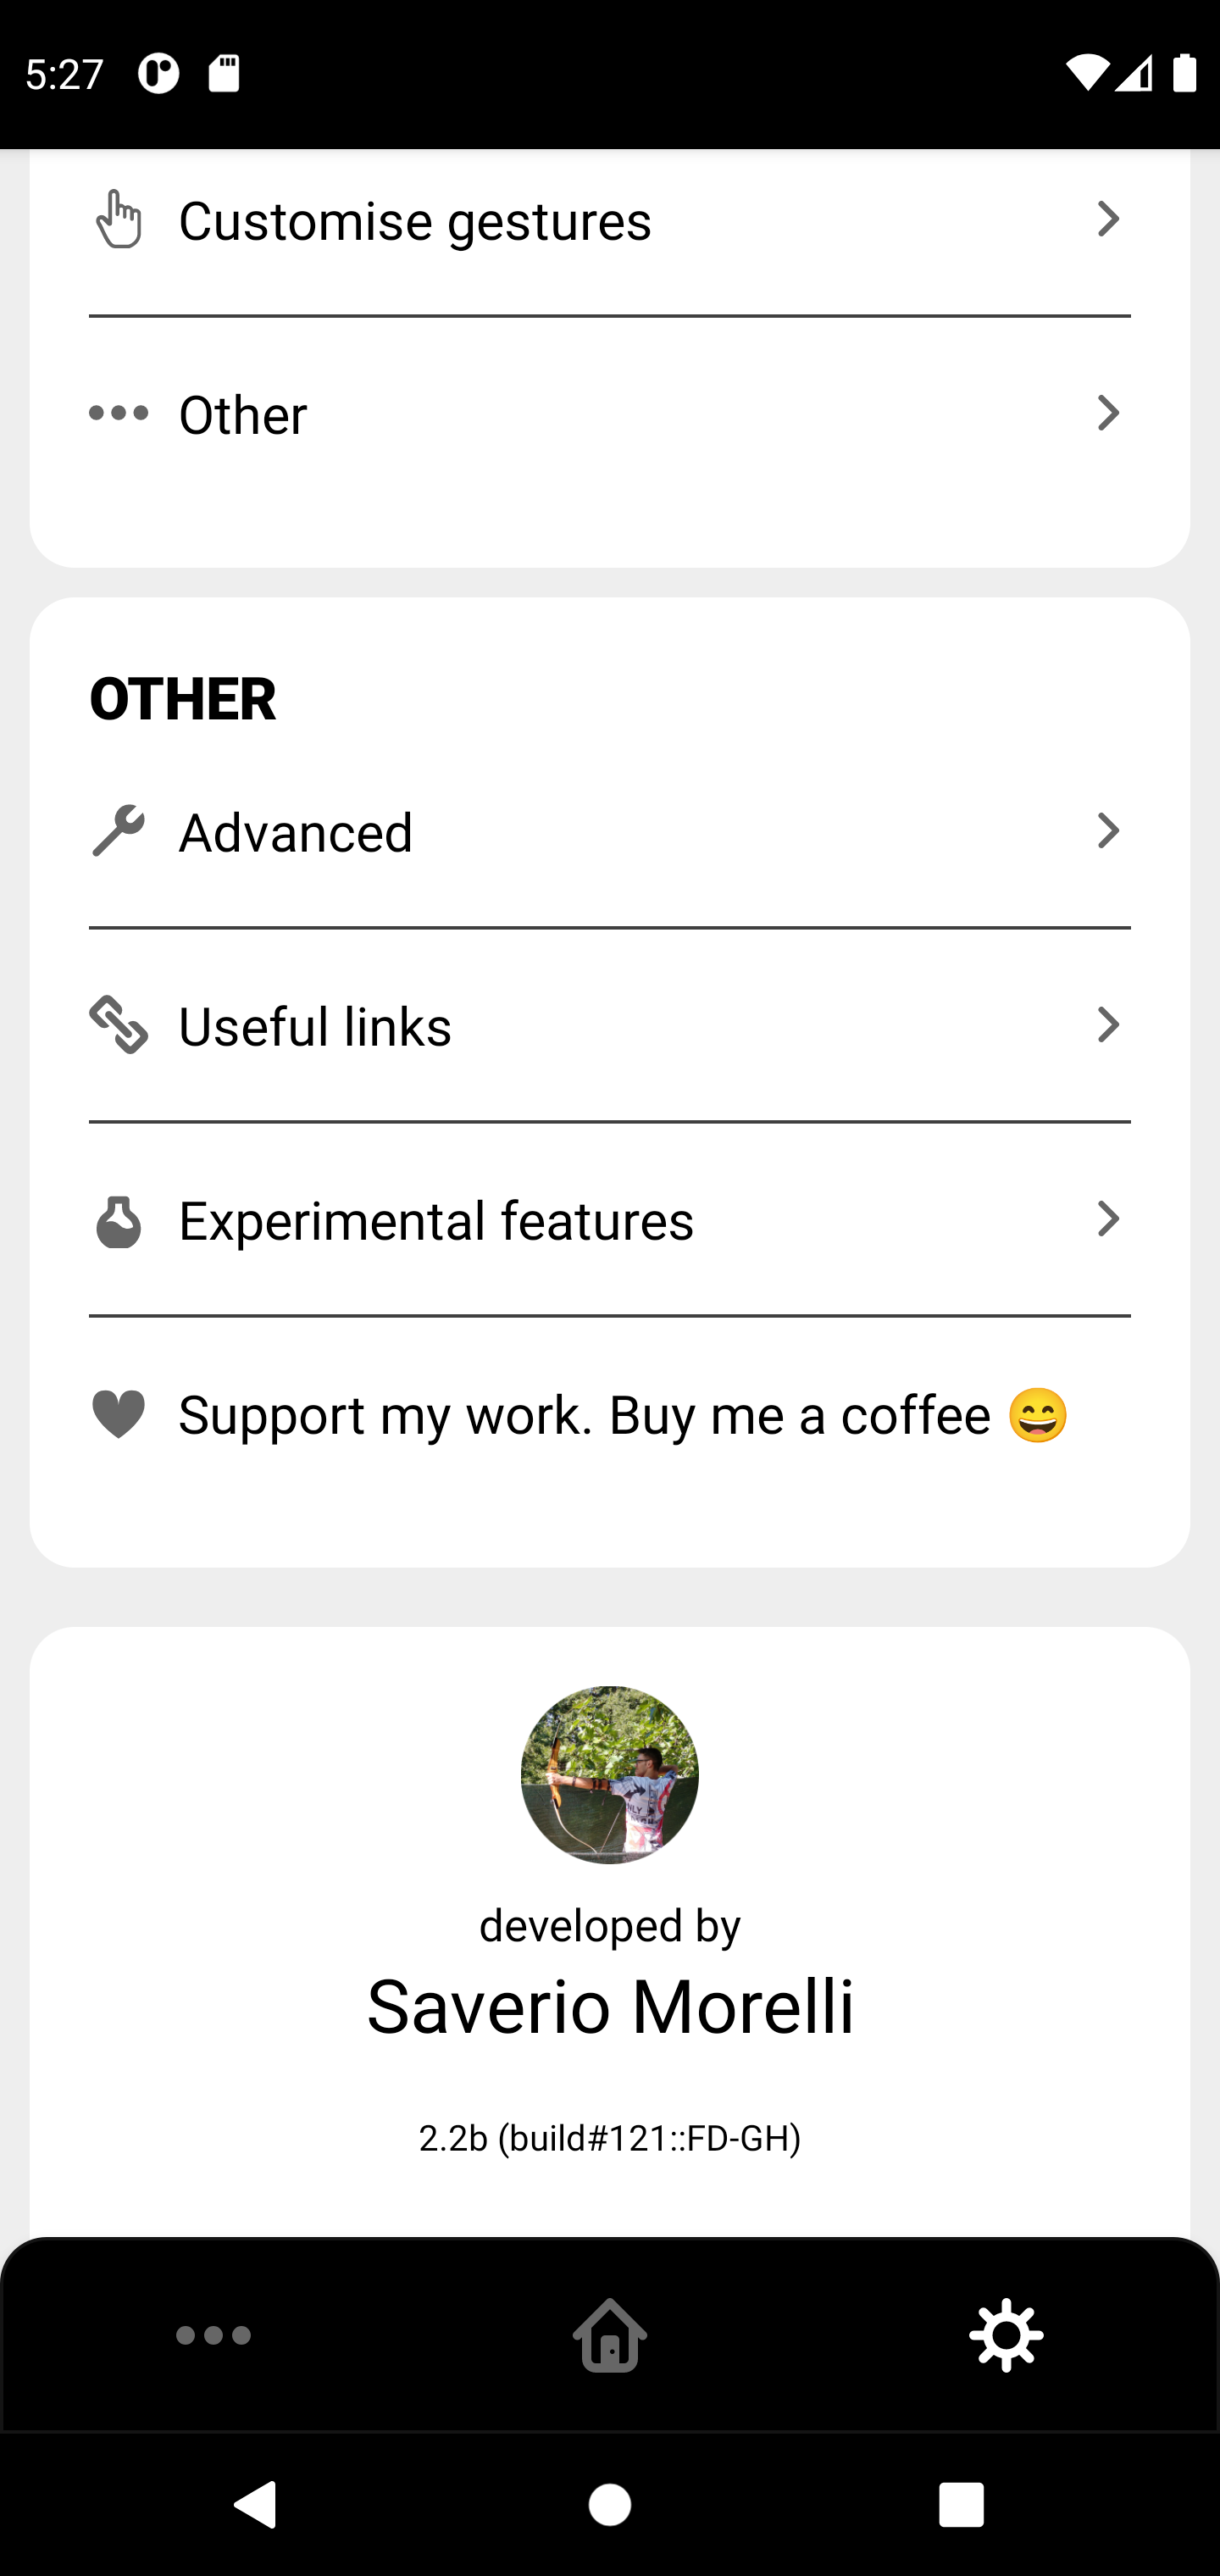 5:27
Customise gestures
Other
OTHER
Advanced
Useful links
Experimental features
Support my work. Buy me a coffee 😄
developed by
Saverio Morelli
2.2b (build#121::FD-GH)